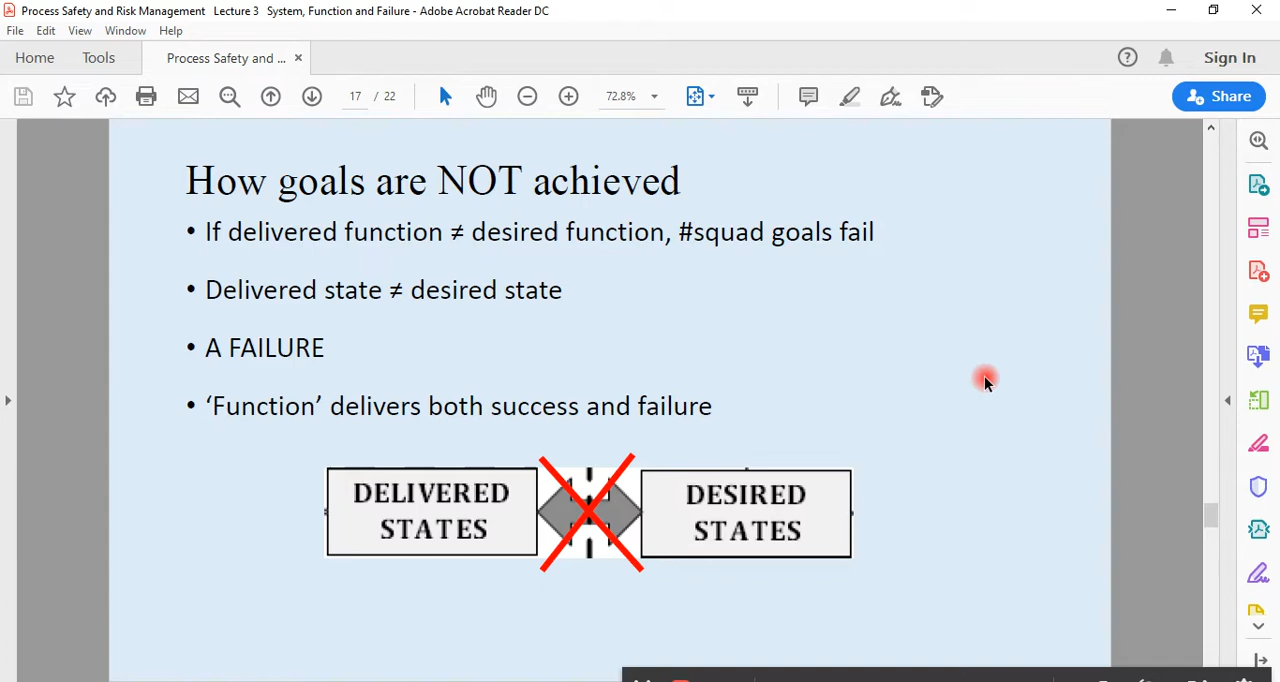 Process Safety and Risk Management   Lecture 3   System, Function and Failure - Adobe Acrobat Reader DC
File Edit View Window Help
Home Tools Process Safety and ... × Sign In
17 / 22 72.8% Share
How goals are NOT achieved
• If delivered function ≠ desired function, #squad goals fail
• Delivered state ≠ desired state
• A FAILURE
• ‘Function’ delivers both success and failure
DELIVERED
STATES
DESIRED
STATES